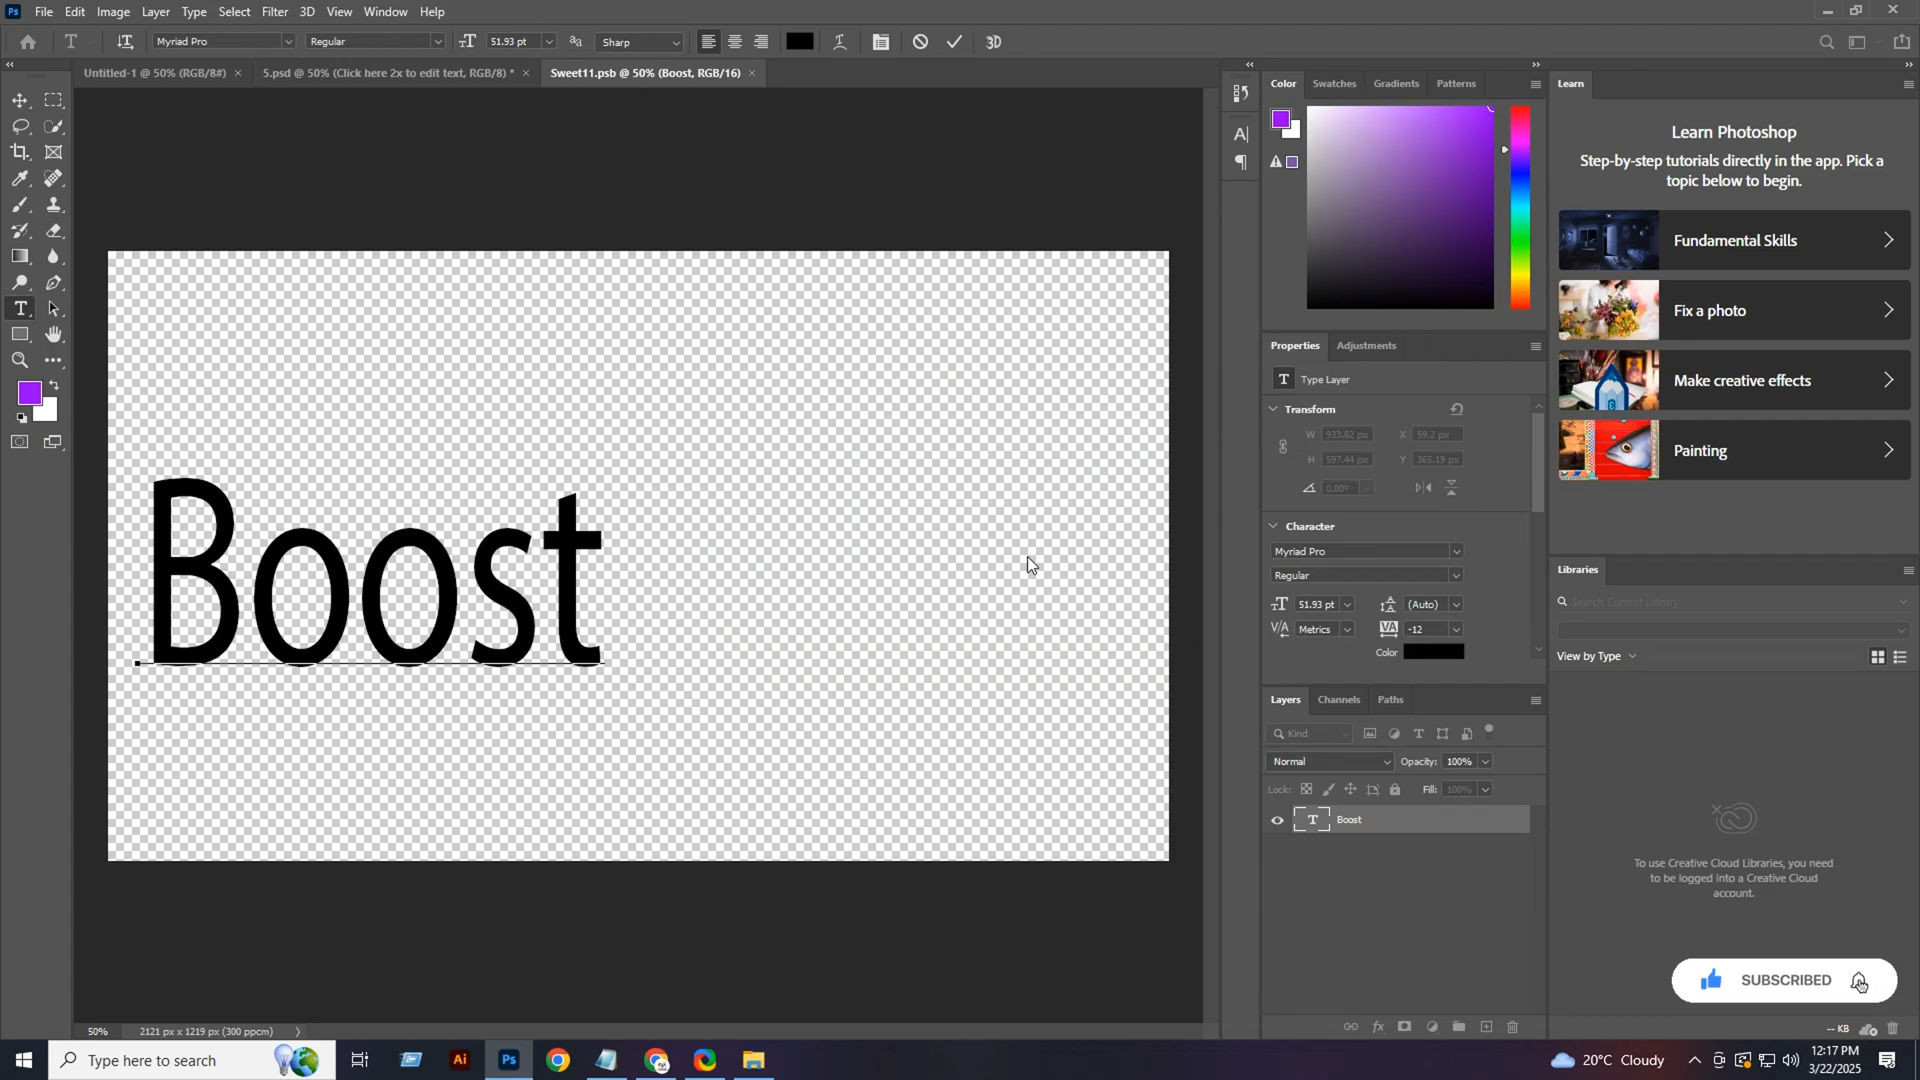 Ps File Edit Image Layer Type Select Filter 3D View Window Help
T Myriad Pro Regular 51.93 pt aa Sharp 3D
Untitled-1 @ 50% (RGB/8#) × 5.psd @ 50% (Click here 2x to edit text, RGB/8) * × Sweet11.psb @ 50% (Boost, RGB/16) ×
Color Swatches Gradients Patterns
Learn
Learn Photoshop
Step-by-step tutorials directly in the app. Pick a
topic below to begin.
Fundamental Skills
Fix a photo
Make creative effects
Painting
Boost
Properties Adjustments
T Type Layer
Transform
W 933.82 px X 59.2 px
H 597.44 px Y 365.19 px
0.00°
Character
Myriad Pro
Regular
51.93 pt (Auto)
Metrics -12
Color
Layers Channels Paths
Kind
Normal Opacity: 100%
Lock: Fill: 100%
T Boost
Libraries
Search Current Library
View by Type
To use Creative Cloud Libraries, you need
to be logged into a Creative Cloud
account.
SUBSCRIBED
-- KB
50% 2121 px x 1219 px (300 ppcm)
Type here to search
Ai Ps
20°C Cloudy
12:17 PM
3/22/2025